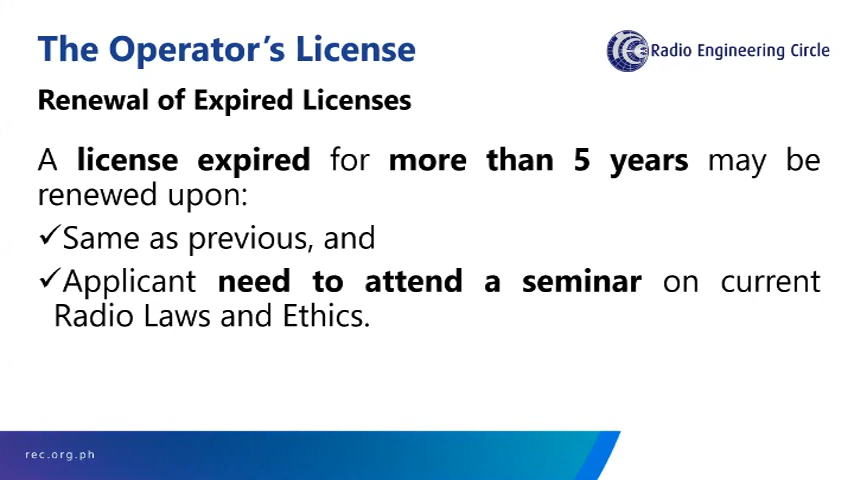 The Operator's License
Radio Engineering Circle
Renewal of Expired Licenses
A license expired for more than 5 years may be
renewed upon:
✓Same as previous, and
✓Applicant need to attend a seminar on current
Radio Laws and Ethics.
rec.org.ph